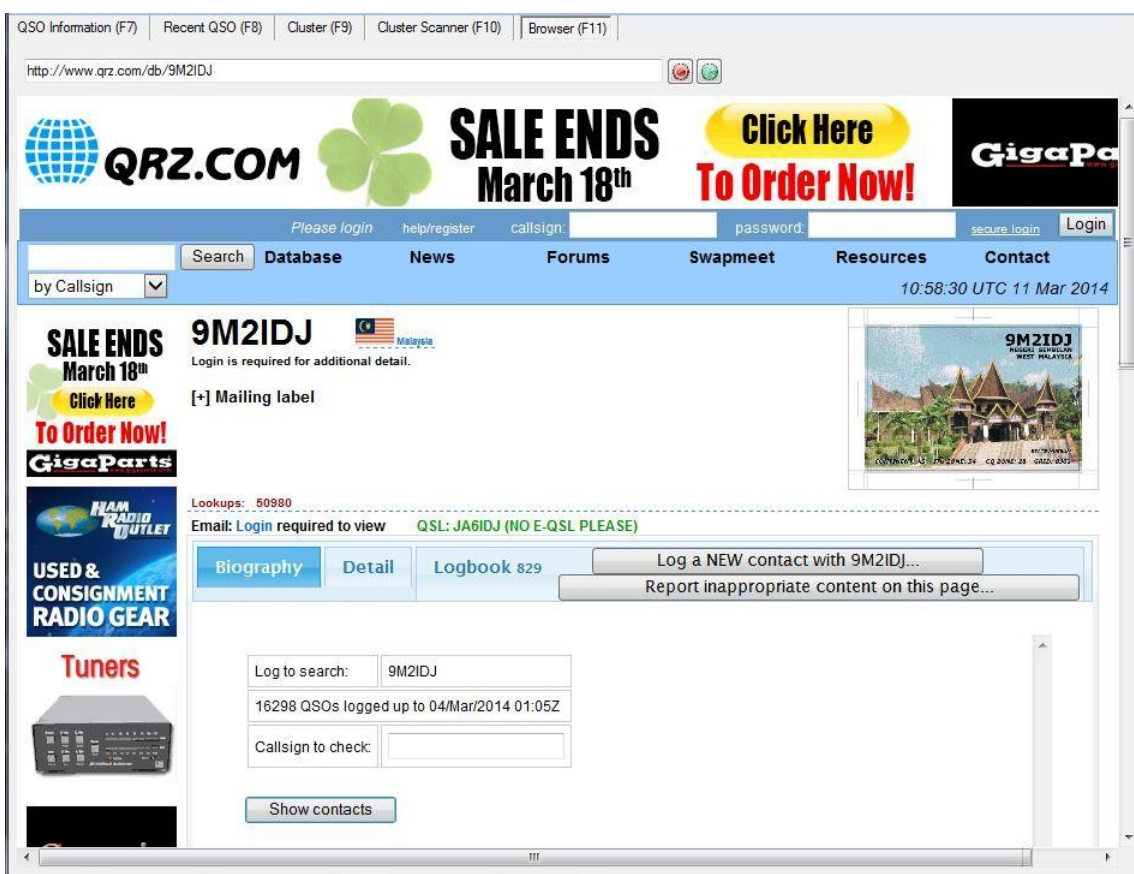 QSO Information (F7) Recent QSO (F8) Cluster (F9) Cluster Scanner (F10) Browser (F11)
http://www.qrz.com/db/9M2IDJ
QRZ.COM
SALE ENDS
March 18th
Click Here
To Order Now!
GigaPa
Please login help/register callsign: password: secure login Login
Search Database News Forums Swapmeet Resources Contact
by Callsign
10:58:30 UTC 11 Mar 2014
SALE ENDS
March 18th
Click Here
To Order Now!
GigaParts
9M2IDJ
Malaysia
Login is required for additional detail.
[+] Mailing label
9M2IDJ
NEGERI SEMBILAN
WEST MALAYSIA
Lookups: 50980
Email: Login required to view QSL: JA6IDJ (NO E-QSL PLEASE)
HAM
RADIO
OUTLET
USED &
CONSIGNMENT
RADIO GEAR
Biography Detail Logbook 829
Log a NEW contact with 9M2IDJ...
Report inappropriate content on this page...
Tuners
Log to search: 9M2IDJ
16298 QSOs logged up to 04/Mar/2014 01:05Z
Callsign to check:
Show contacts